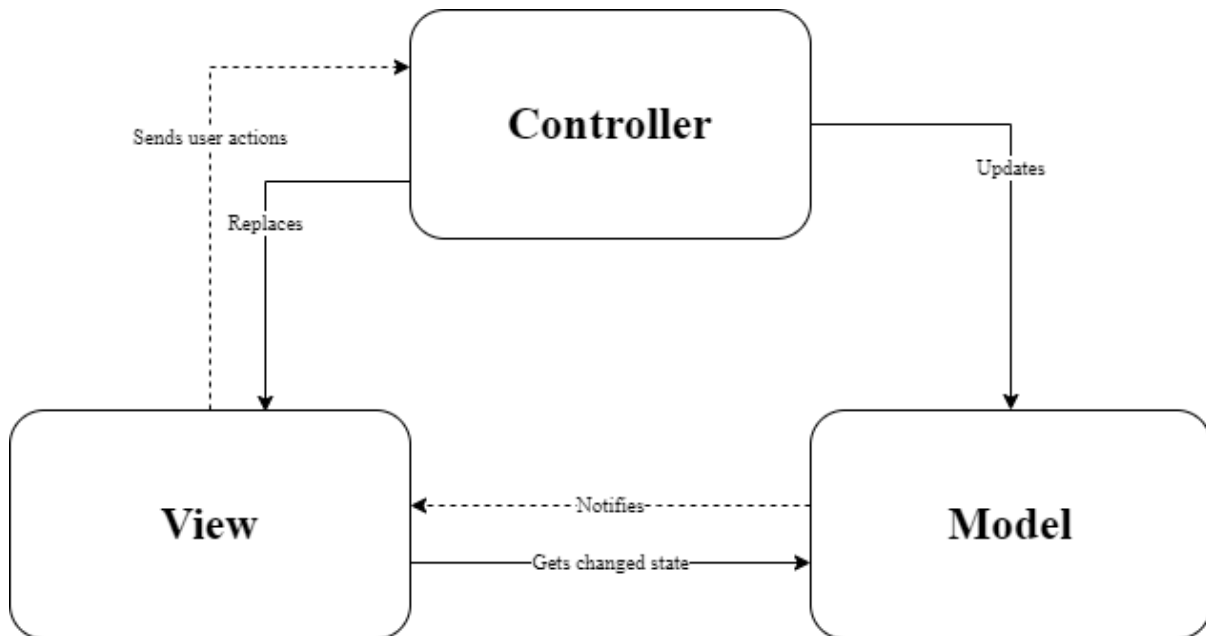 Controller
Sends user actions
Updates
Replaces
Notifies
View
Model
Gets changed state